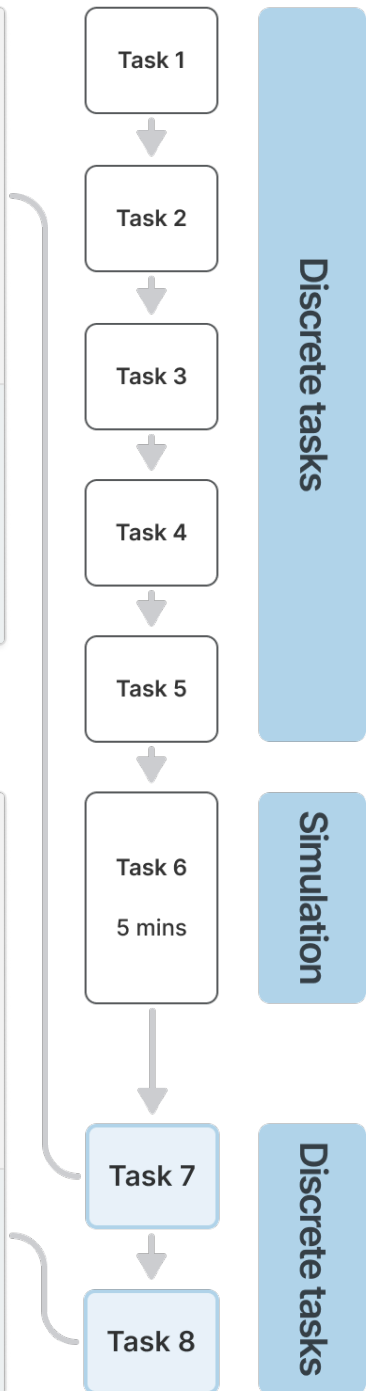 Task 1
Task 2
Task 3
Task 4
Task 5
Discrete tasks
Task 6
5 mins
Simulation
Task 7
Task 8
Discrete tasks